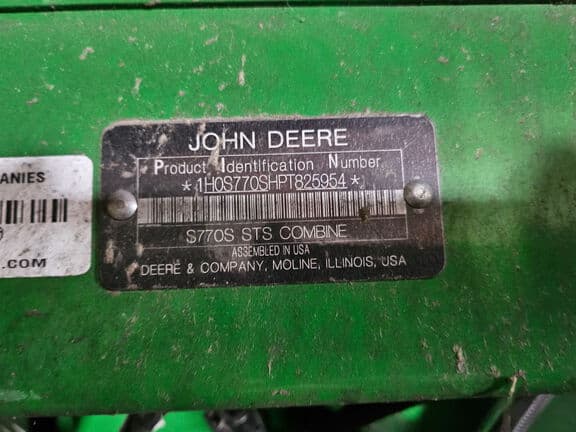 JOHN DEERE
Product Identification Number
*1H0S770SHPT825954*
S770S STS COMBINE
ASSEMBLED IN USA
DEERE & COMPANY, MOLINE, ILLINOIS, USA
ANIES
.COM